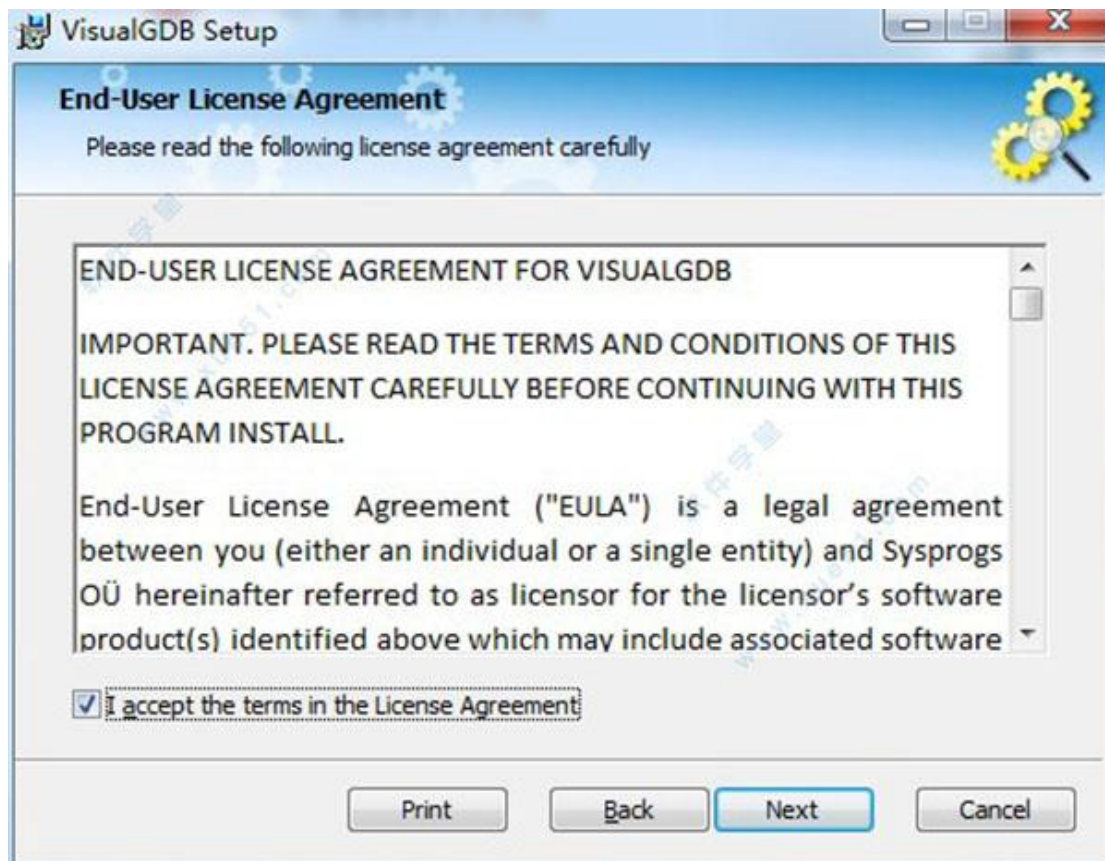 VisualGDB Setup
End-User License Agreement
Please read the following license agreement carefully
END-USER LICENSE AGREEMENT FOR VISUALGDB
IMPORTANT. PLEASE READ THE TERMS AND CONDITIONS OF THIS
LICENSE AGREEMENT CAREFULLY BEFORE CONTINUING WITH THIS
PROGRAM INSTALL.
End-User License Agreement ("EULA") is a legal agreement
between you (either an individual or a single entity) and Sysprogs
OÜ hereinafter referred to as licensor for the licensor’s software
product(s) identified above which may include associated software
I accept the terms in the License Agreement
Print
Back
Next
Cancel
软件学堂